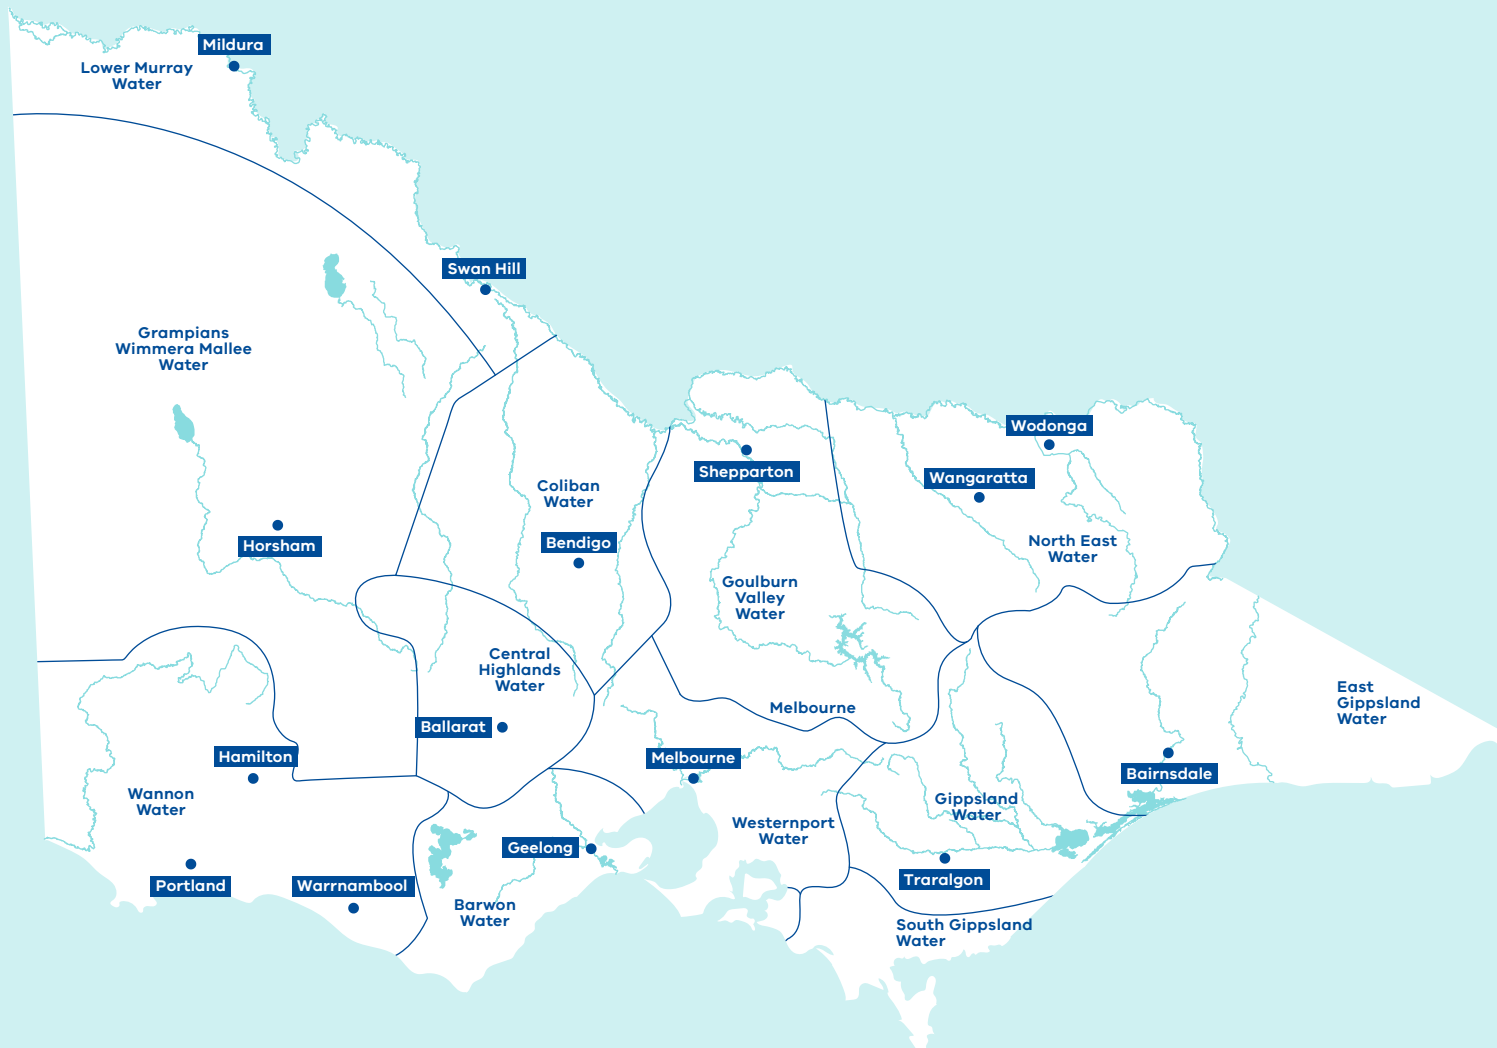 Mildura
Lower Murray
Water
Swan Hill
Grampians
Wimmera Mallee
Water
Wodonga
Shepparton
Wangaratta
Coliban
Water
Horsham
Bendigo
North East
Water
Goulburn
Valley
Water
Central
Highlands
Water
East
Gippsland
Water
Melbourne
Ballarat
Hamilton
Melbourne
Bairnsdale
Wannon
Water
Gippsland
Water
Westernport
Water
Geelong
Portland
Warrnambool
Traralgon
Barwon
Water
South Gippsland
Water